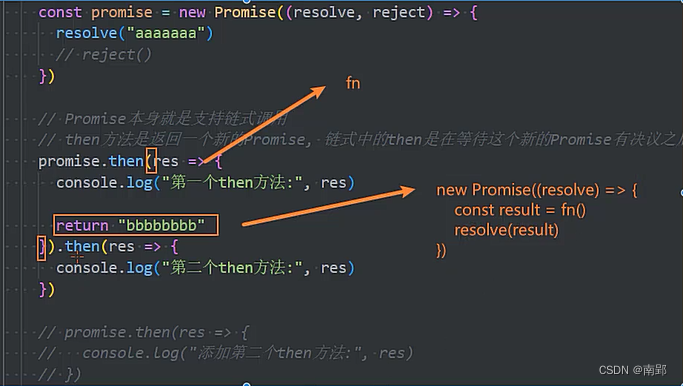 const promise = new Promise((resolve, reject) => {
resolve("aaaaaaa")
// reject()
})
fn
// Promise本身就是支持链式调用
// then方法是返回一个新的Promise, 链式中的then是在等待这个新的Promise有决议之后
promise.then(res => {
console.log("第一个then方法:", res)
return "bbbbbbbb"
}).then(res => {
console.log("第二个then方法:", res)
})
new Promise((resolve) => {
const result = fn()
resolve(result)
})
// promise.then(res => {
// console.log("添加第二个then方法:", res)
// })
CSDN @南郢